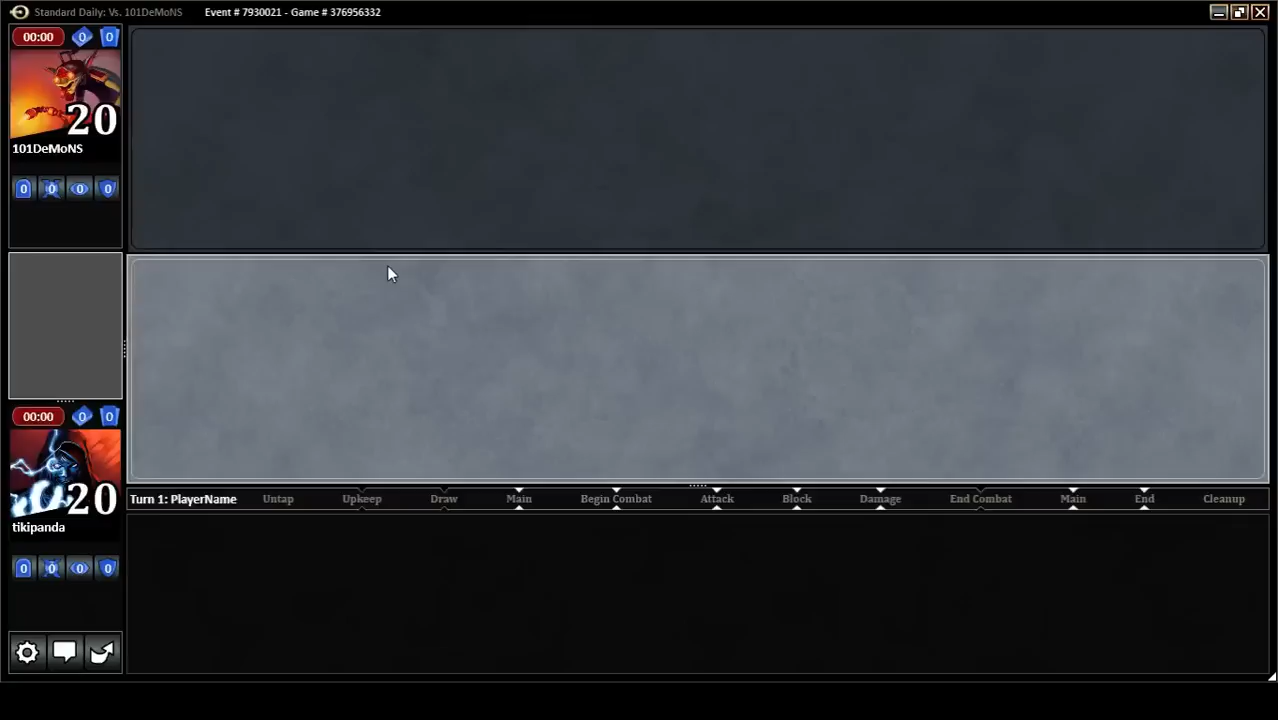 Standard Daily: Vs. 101DeMoNS Event # 7930021 - Game # 376956332
00:00 0 0
20
101DeMoNS
0 0 0 0
00:00 0 0
20
tikipanda
Turn 1: PlayerName Untap Upkeep Draw Main Begin Combat Attack Block Damage End Combat Main End Cleanup
0 0 0 0